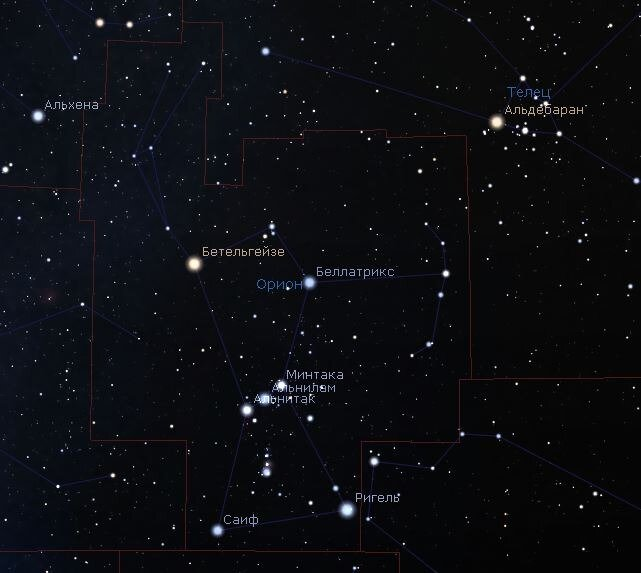 Телец
Альхена
Альдебаран
Бетельгейзе
Беллатрикс
Орион
Минтака
Альнилам
Альнитак
Ригель
Саиф